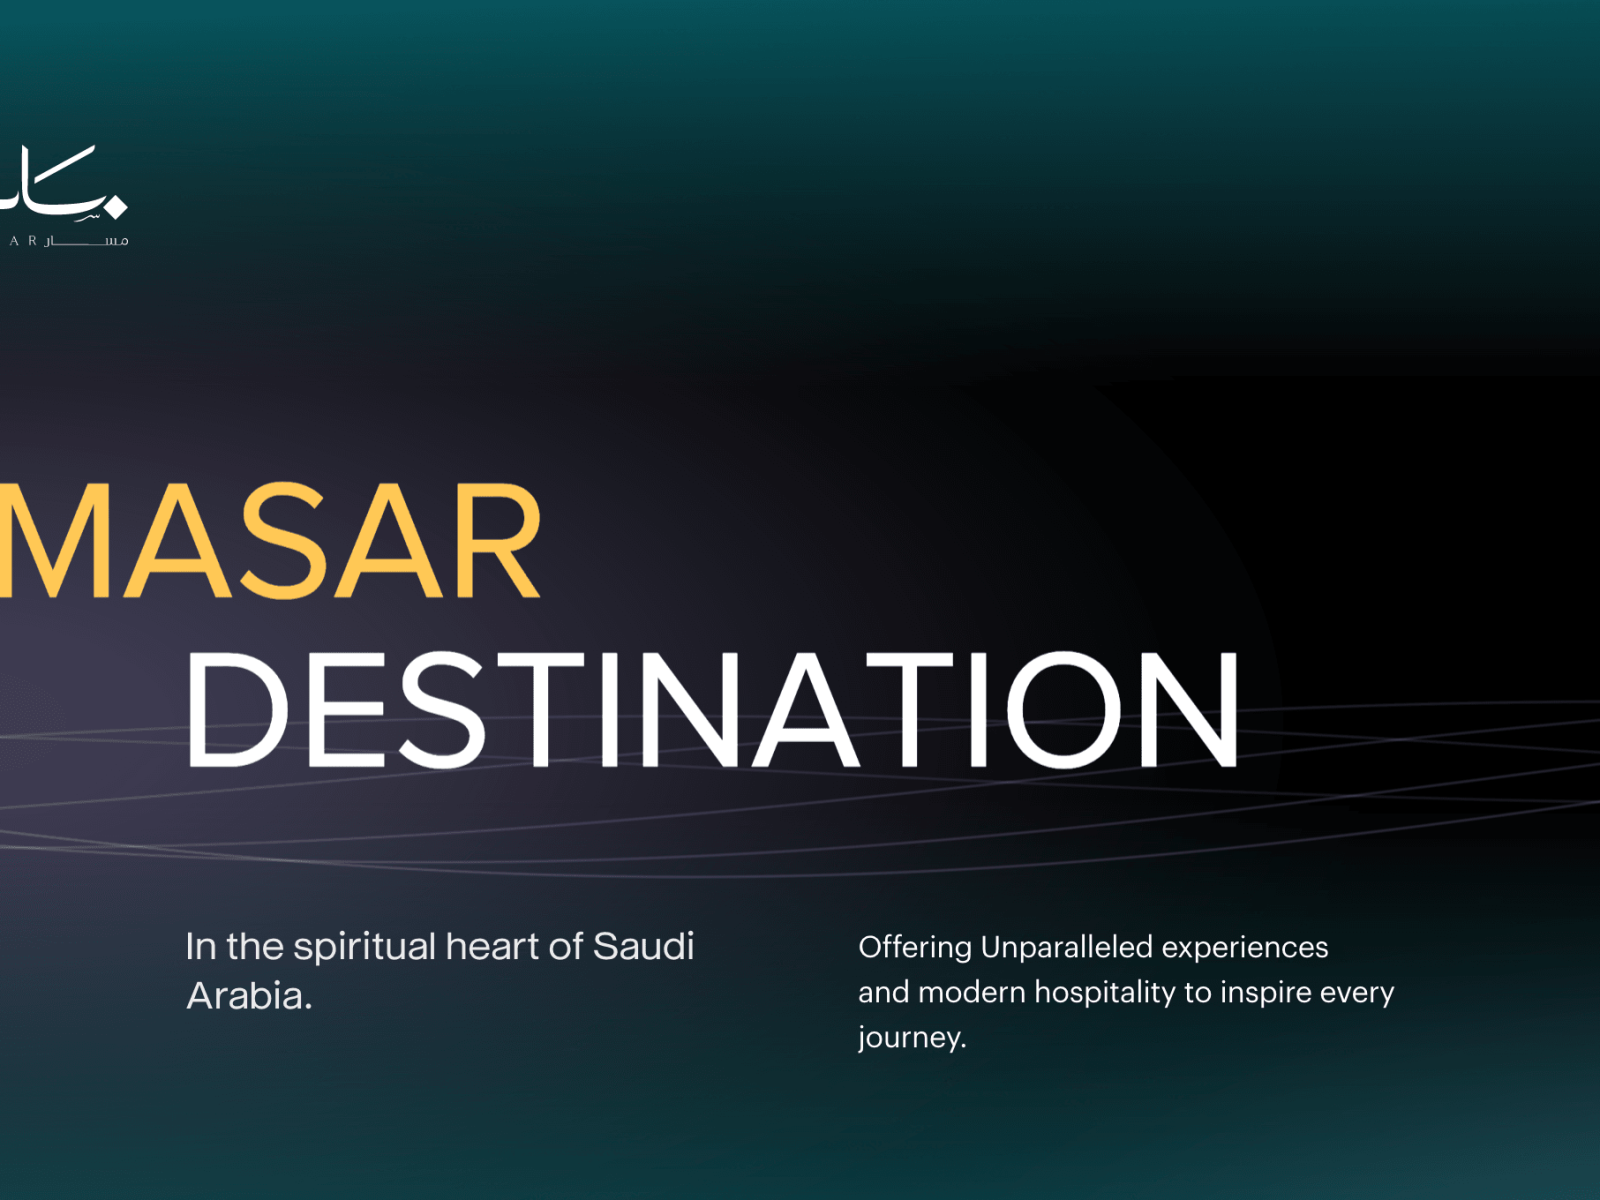 A R مسار
MASAR
DESTINATION
In the spiritual heart of Saudi
Arabia.
Offering Unparalleled experiences
and modern hospitality to inspire every
journey.